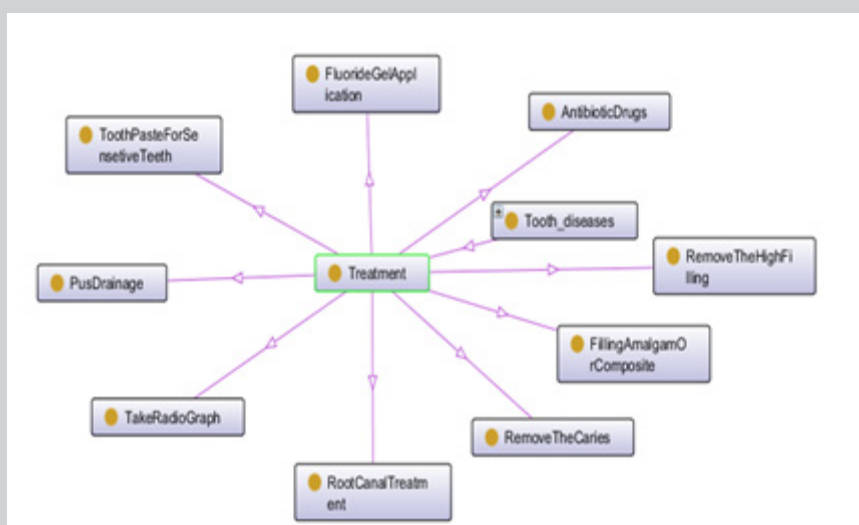 FluorideGelAppl
ication
AntibioticDrugs
ToothPasteForSe
nsetiveTeeth
Tooth_diseases
RemoveTheHighFi
lling
Treatment
PusDrainage
FillingAmalgamO
rComposite
TakeRadioGraph
RemoveTheCaries
RootCanalTreatm
ent